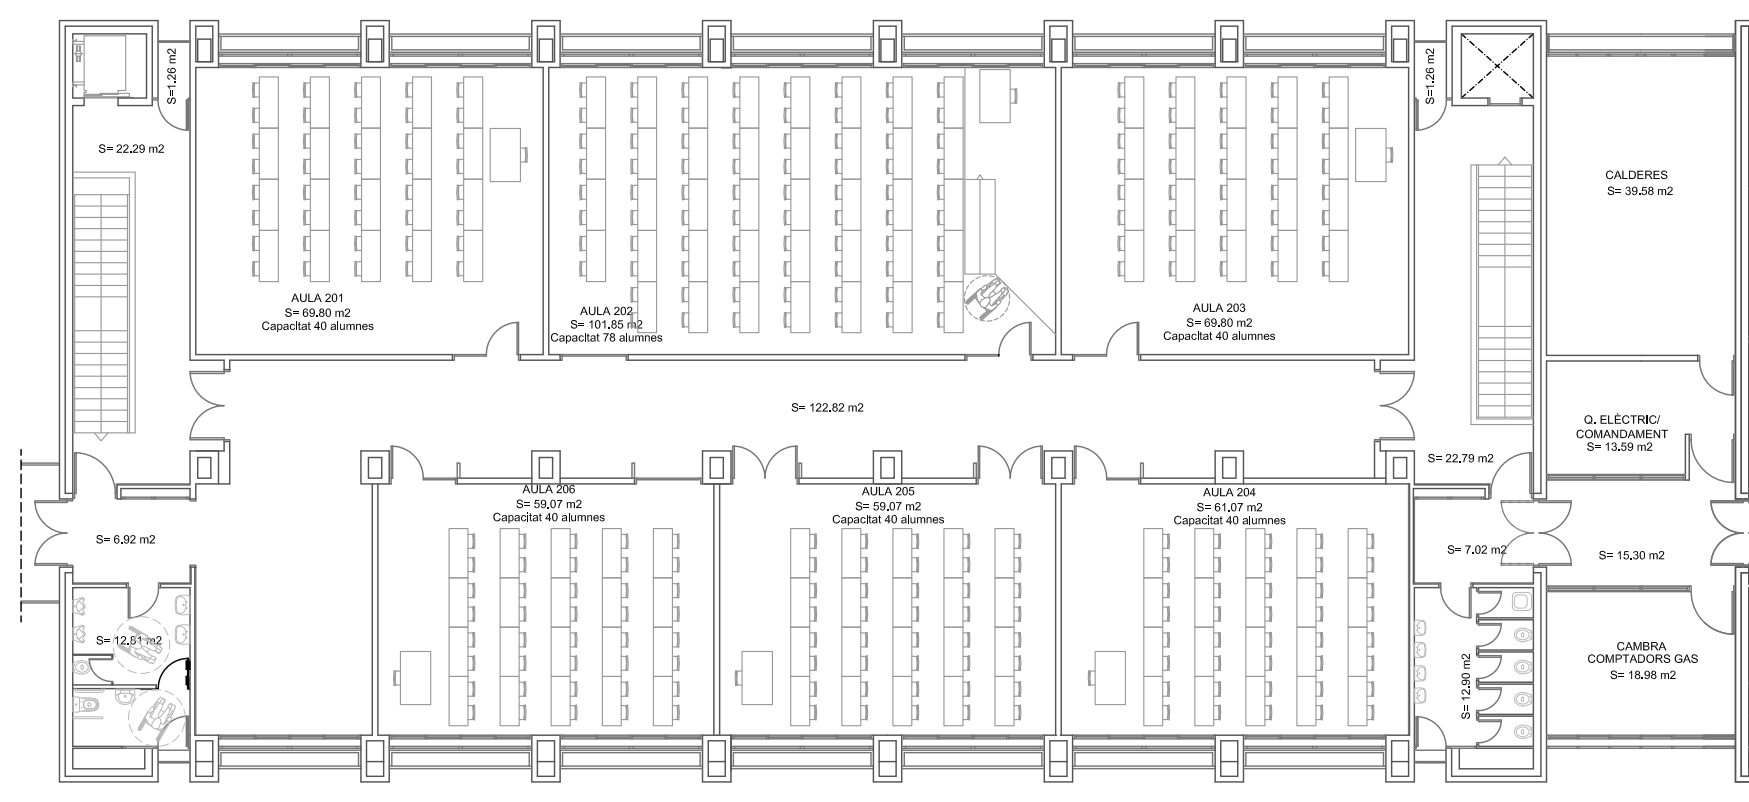 S=1.26 m2
S= 22.29 m2
AULA 201
S= 69.80 m2
Capacitat 40 alumnes
AULA 202
S= 101.85 m2
Capacitat 78 alumnes
AULA 203
S= 69.80 m2
Capacitat 40 alumnes
S=1.26 m2
CALDERES
S= 39.58 m2
S= 122.82 m2
Q. ELÈCTRIC/
COMANDAMENT
S= 13.59 m2
S= 22.79 m2
AULA 206
S= 59.07 m2
Capacitat 40 alumnes
AULA 205
S= 59.07 m2
Capacitat 40 alumnes
AULA 204
S= 61.07 m2
Capacitat 40 alumnes
S= 6.92 m2
S= 7.02 m2
S= 15.30 m2
S= 12.81 m2
S= 12.90 m2
CAMBRA
COMPTADORS GAS
S= 18.98 m2